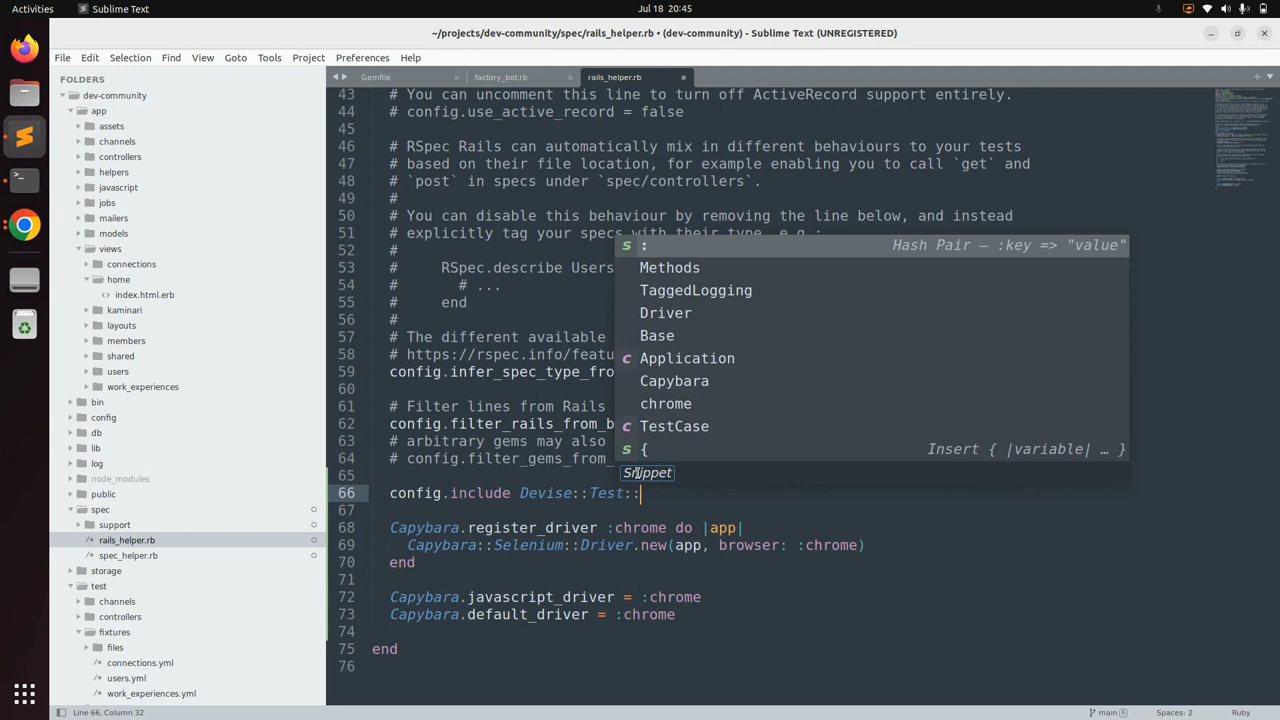 Activities
Sublime Text
Jul 18 20:45
~/projects/dev-community/spec/rails_helper.rb • (dev-community) - Sublime Text (UNREGISTERED)
File Edit Selection Find View Goto Tools Project Preferences Help
FOLDERS
dev-community
app
assets
channels
controllers
helpers
javascript
jobs
mailers
models
views
connections
home
index.html.erb
kaminari
layouts
members
shared
users
work_experiences
bin
config
db
lib
log
node_modules
public
spec
support
rails_helper.rb
spec_helper.rb
storage
test
channels
controllers
fixtures
files
connections.yml
users.yml
work_experiences.yml
Gemfile
factory_bot.rb
rails_helper.rb
43 # You can uncomment this line to turn off ActiveRecord support entirely.
44 # config.use_active_record = false
45
46 # RSpec Rails can automatically mix in different behaviours to your tests
47 # based on their file location, for example enabling you to call `get` and
48 # `post` in specs under `spec/controllers`.
49 #
50 # You can disable this behaviour by removing the line below, and instead
51 # explicitly tag your specs with their type, e.g.:
52 #
53 # RSpec.describe Users
54 # # ...
55 # end
56 #
57 # The different available
58 # https://rspec.info/featu
59 config.infer_spec_type_fro
60
61 # Filter lines from Rails
62 config.filter_rails_from_b
63 # arbitrary gems may also
64 # config.filter_gems_from_
65
66 config.include Devise::Test::
67
68 Capybara.register_driver :chrome do |app|
69 Capybara::Selenium::Driver.new(app, browser: :chrome)
70 end
71
72 Capybara.javascript_driver = :chrome
73 Capybara.default_driver = :chrome
74
75 end
76
s : Hash Pair — :key => "value"
Methods
TaggedLogging
Driver
Base
c Application
Capybara
chrome
c TestCase
s { Insert { |variable| … }
Snippet
Line 66, Column 32
main 6
Spaces: 2
Ruby